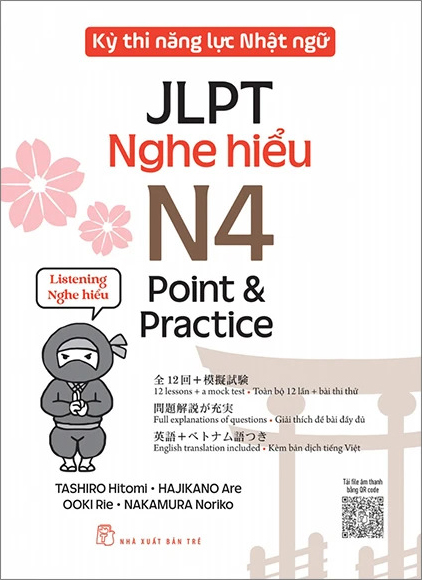 Kỳ thi năng lực Nhật ngữ
JLPT
Nghe hiểu
N4
Listening
Nghe hiểu
Point &
Practice
全12回＋模擬試験
12 lessons + a mock test • Toàn bộ 12 lần + bài thi thử
問題解説が充実
Full explanations of questions • Giải thích đề bài đầy đủ
英語＋ベトナム語つき
English translation included • Kèm bản dịch tiếng Việt
TASHIRO Hitomi • HAJIKANO Are
OOKI Rie • NAKAMURA Noriko
Tải file âm thanh
bằng QR code
NHÀ XUẤT BẢN TRẺ